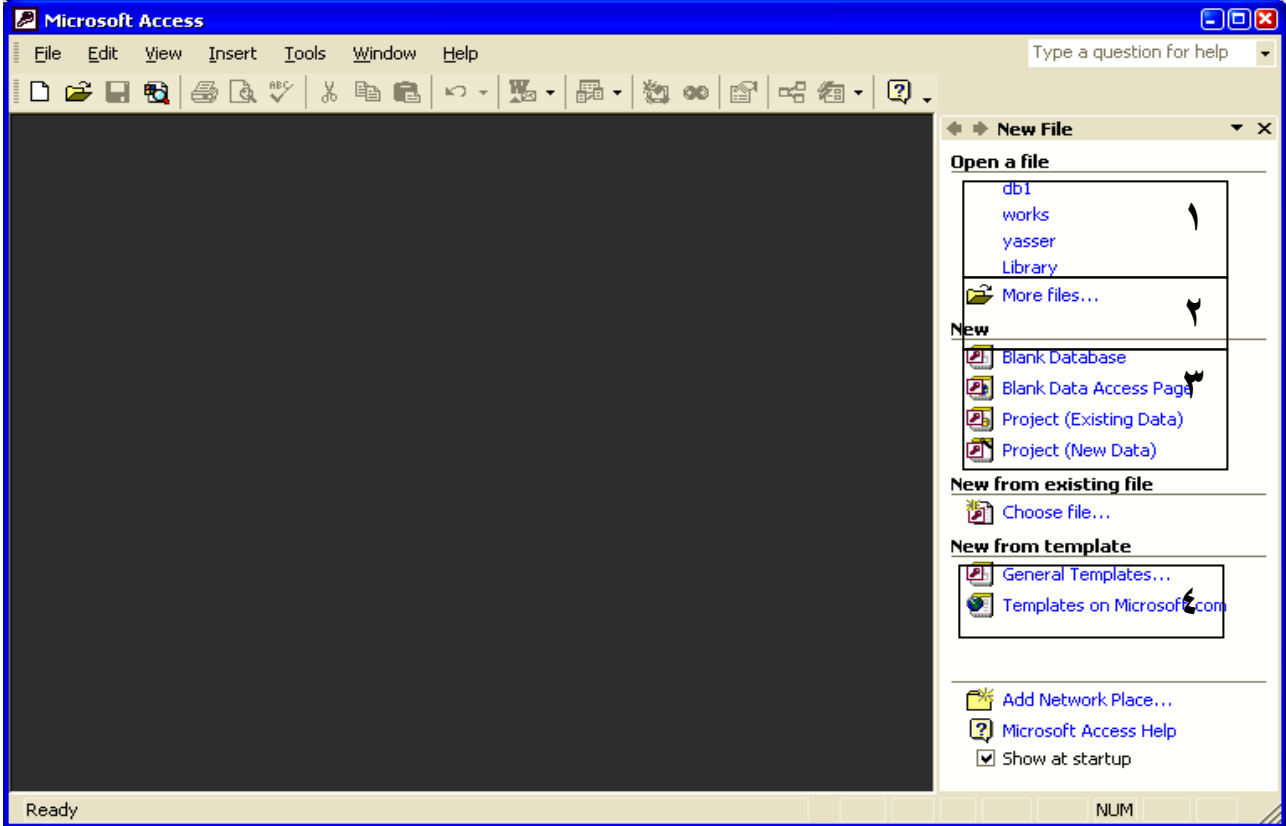 Microsoft Access
File Edit View Insert Tools Window Help
Type a question for help
New File
Open a file
db1
works
yasser
Library
١
More files...
٢
New
Blank Database
Blank Data Access Page
٣
Project (Existing Data)
Project (New Data)
New from existing file
Choose file...
New from template
General Templates...
Templates on Microsoft.com
٤
Add Network Place...
Microsoft Access Help
Show at startup
Ready
NUM